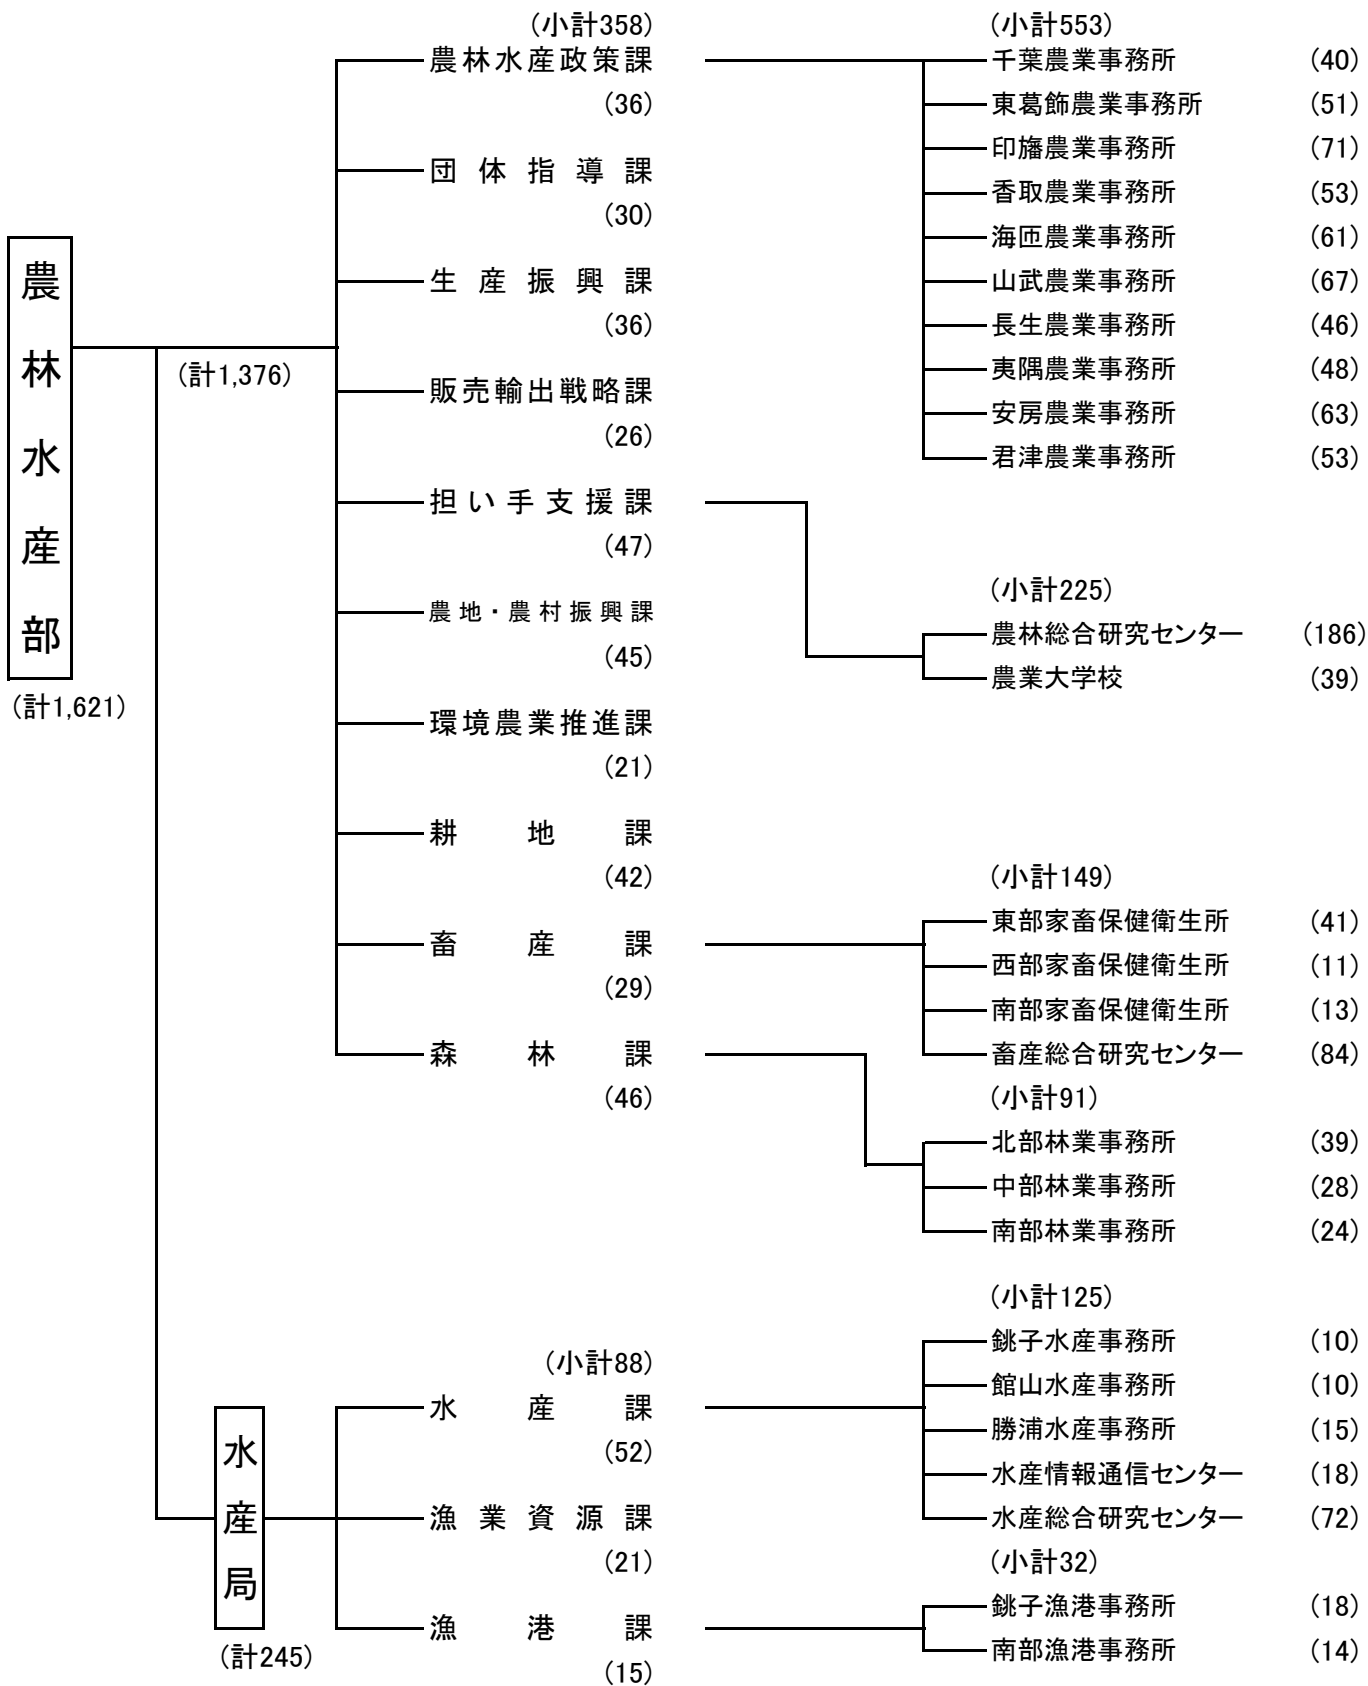 農林水産部
(計1,621)
(計1,376)
(小計358)
農林水産政策課
(36)
団体指導課
(30)
生産振興課
(36)
販売輸出戦略課
(26)
担い手支援課
(47)
農地・農村振興課
(45)
環境農業推進課
(21)
耕地課
(42)
畜産課
(29)
森林課
(46)
(小計553)
千葉農業事務所 (40)
東葛飾農業事務所 (51)
印旛農業事務所 (71)
香取農業事務所 (53)
海匝農業事務所 (61)
山武農業事務所 (67)
長生農業事務所 (46)
夷隅農業事務所 (48)
安房農業事務所 (63)
君津農業事務所 (53)
(小計225)
農林総合研究センター (186)
農業大学校 (39)
(小計149)
東部家畜保健衛生所 (41)
西部家畜保健衛生所 (11)
南部家畜保健衛生所 (13)
畜産総合研究センター (84)
(小計91)
北部林業事務所 (39)
中部林業事務所 (28)
南部林業事務所 (24)
水産局
(計245)
(小計88)
水産課
(52)
漁業資源課
(21)
漁港課
(15)
(小計125)
銚子水産事務所 (10)
館山水産事務所 (10)
勝浦水産事務所 (15)
水産情報通信センター (18)
水産総合研究センター (72)
(小計32)
銚子漁港事務所 (18)
南部漁港事務所 (14)